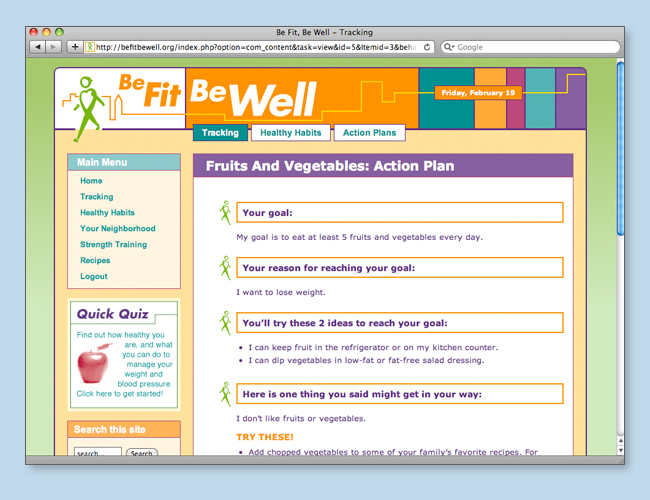 Be Fit, Be Well – Tracking
http://befitbewell.org/index.php?option=com_content&task=view&id=5&Itemid=3&beha
Google
Be Fit Be Well
Friday, February 19
Tracking
Healthy Habits
Action Plans
Main Menu
Home
Tracking
Healthy Habits
Your Neighborhood
Strength Training
Recipes
Logout
Quick Quiz
Find out how healthy you
are, and what
you can do to
manage your
weight and
blood pressure.
Click here to get started!
Search this site
search...
Search
Fruits And Vegetables: Action Plan
Your goal:
My goal is to eat at least 5 fruits and vegetables every day.
Your reason for reaching your goal:
I want to lose weight.
You'll try these 2 ideas to reach your goal:
• I can keep fruit in the refrigerator or on my kitchen counter.
• I can dip vegetables in low-fat or fat-free salad dressing.
Here is one thing you said might get in your way:
I don't like fruits or vegetables.
TRY THESE!
• Add chopped vegetables to some of your family's favorite recipes. For